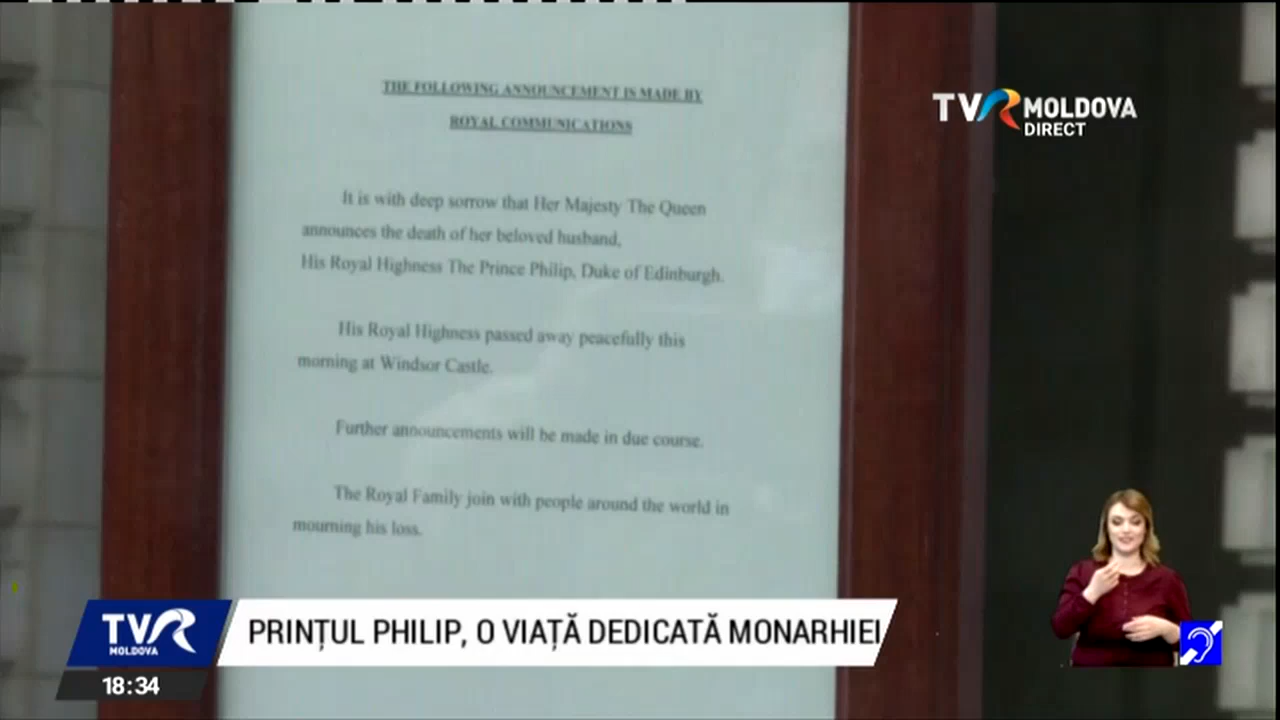 THE FOLLOWING ANNOUNCEMENT IS MADE BY
ROYAL COMMUNICATIONS
It is with deep sorrow that Her Majesty The Queen
announces the death of her beloved husband,
His Royal Highness The Prince Philip, Duke of Edinburgh.
His Royal Highness passed away peacefully this
morning at Windsor Castle.
Further announcements will be made in due course.
The Royal Family join with people around the world in
mourning his loss.
TVR MOLDOVA
DIRECT
TVR
MOLDOVA
PRINȚUL PHILIP, O VIAȚĂ DEDICATĂ MONARHIEI
18:34